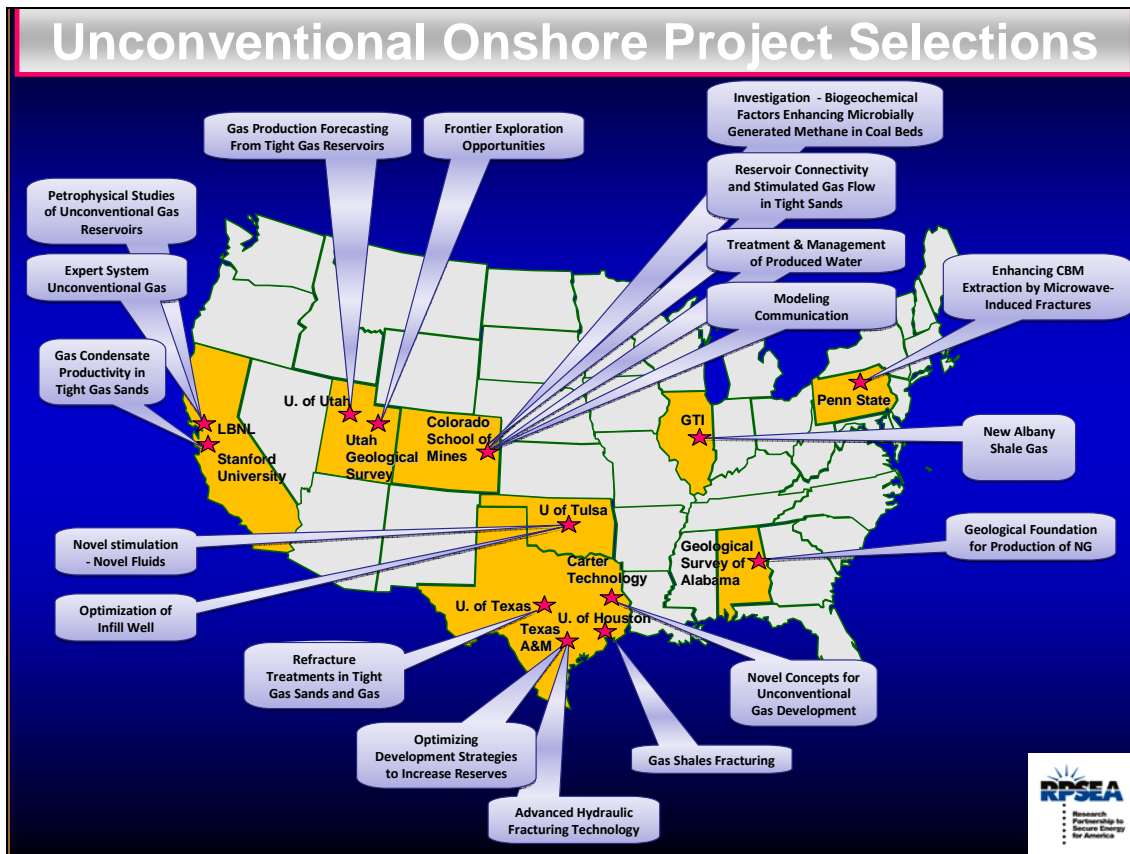 Unconventional Onshore Project Selections
Investigation - Biogeochemical
Factors Enhancing Microbially
Generated Methane in Coal Beds
Gas Production Forecasting
From Tight Gas Reservoirs
Frontier Exploration
Opportunities
Reservoir Connectivity
and Stimulated Gas Flow
in Tight Sands
Petrophysical Studies
of Unconventional Gas
Reservoirs
Treatment & Management
of Produced Water
Expert System
Unconventional Gas
Enhancing CBM
Extraction by Microwave-
Induced Fractures
Modeling
Communication
Gas Condensate
Productivity in
Tight Gas Sands
U. of Utah
Utah
Geological
Survey
Colorado
School of
Mines
LBNL
Stanford
University
GTI
Penn State
New Albany
Shale Gas
U of Tulsa
Novel stimulation
- Novel Fluids
Carter
Technology
Geological
Survey of
Alabama
Geological Foundation
for Production of NG
Optimization of
Infill Well
U. of Texas
U. of Houston
Texas
A&M
Refracture
Treatments in Tight
Gas Sands and Gas
Novel Concepts for
Unconventional
Gas Development
Optimizing
Development Strategies
to Increase Reserves
Gas Shales Fracturing
Advanced Hydraulic
Fracturing Technology
RPSEA
Research
Partnership to
Secure Energy
for America